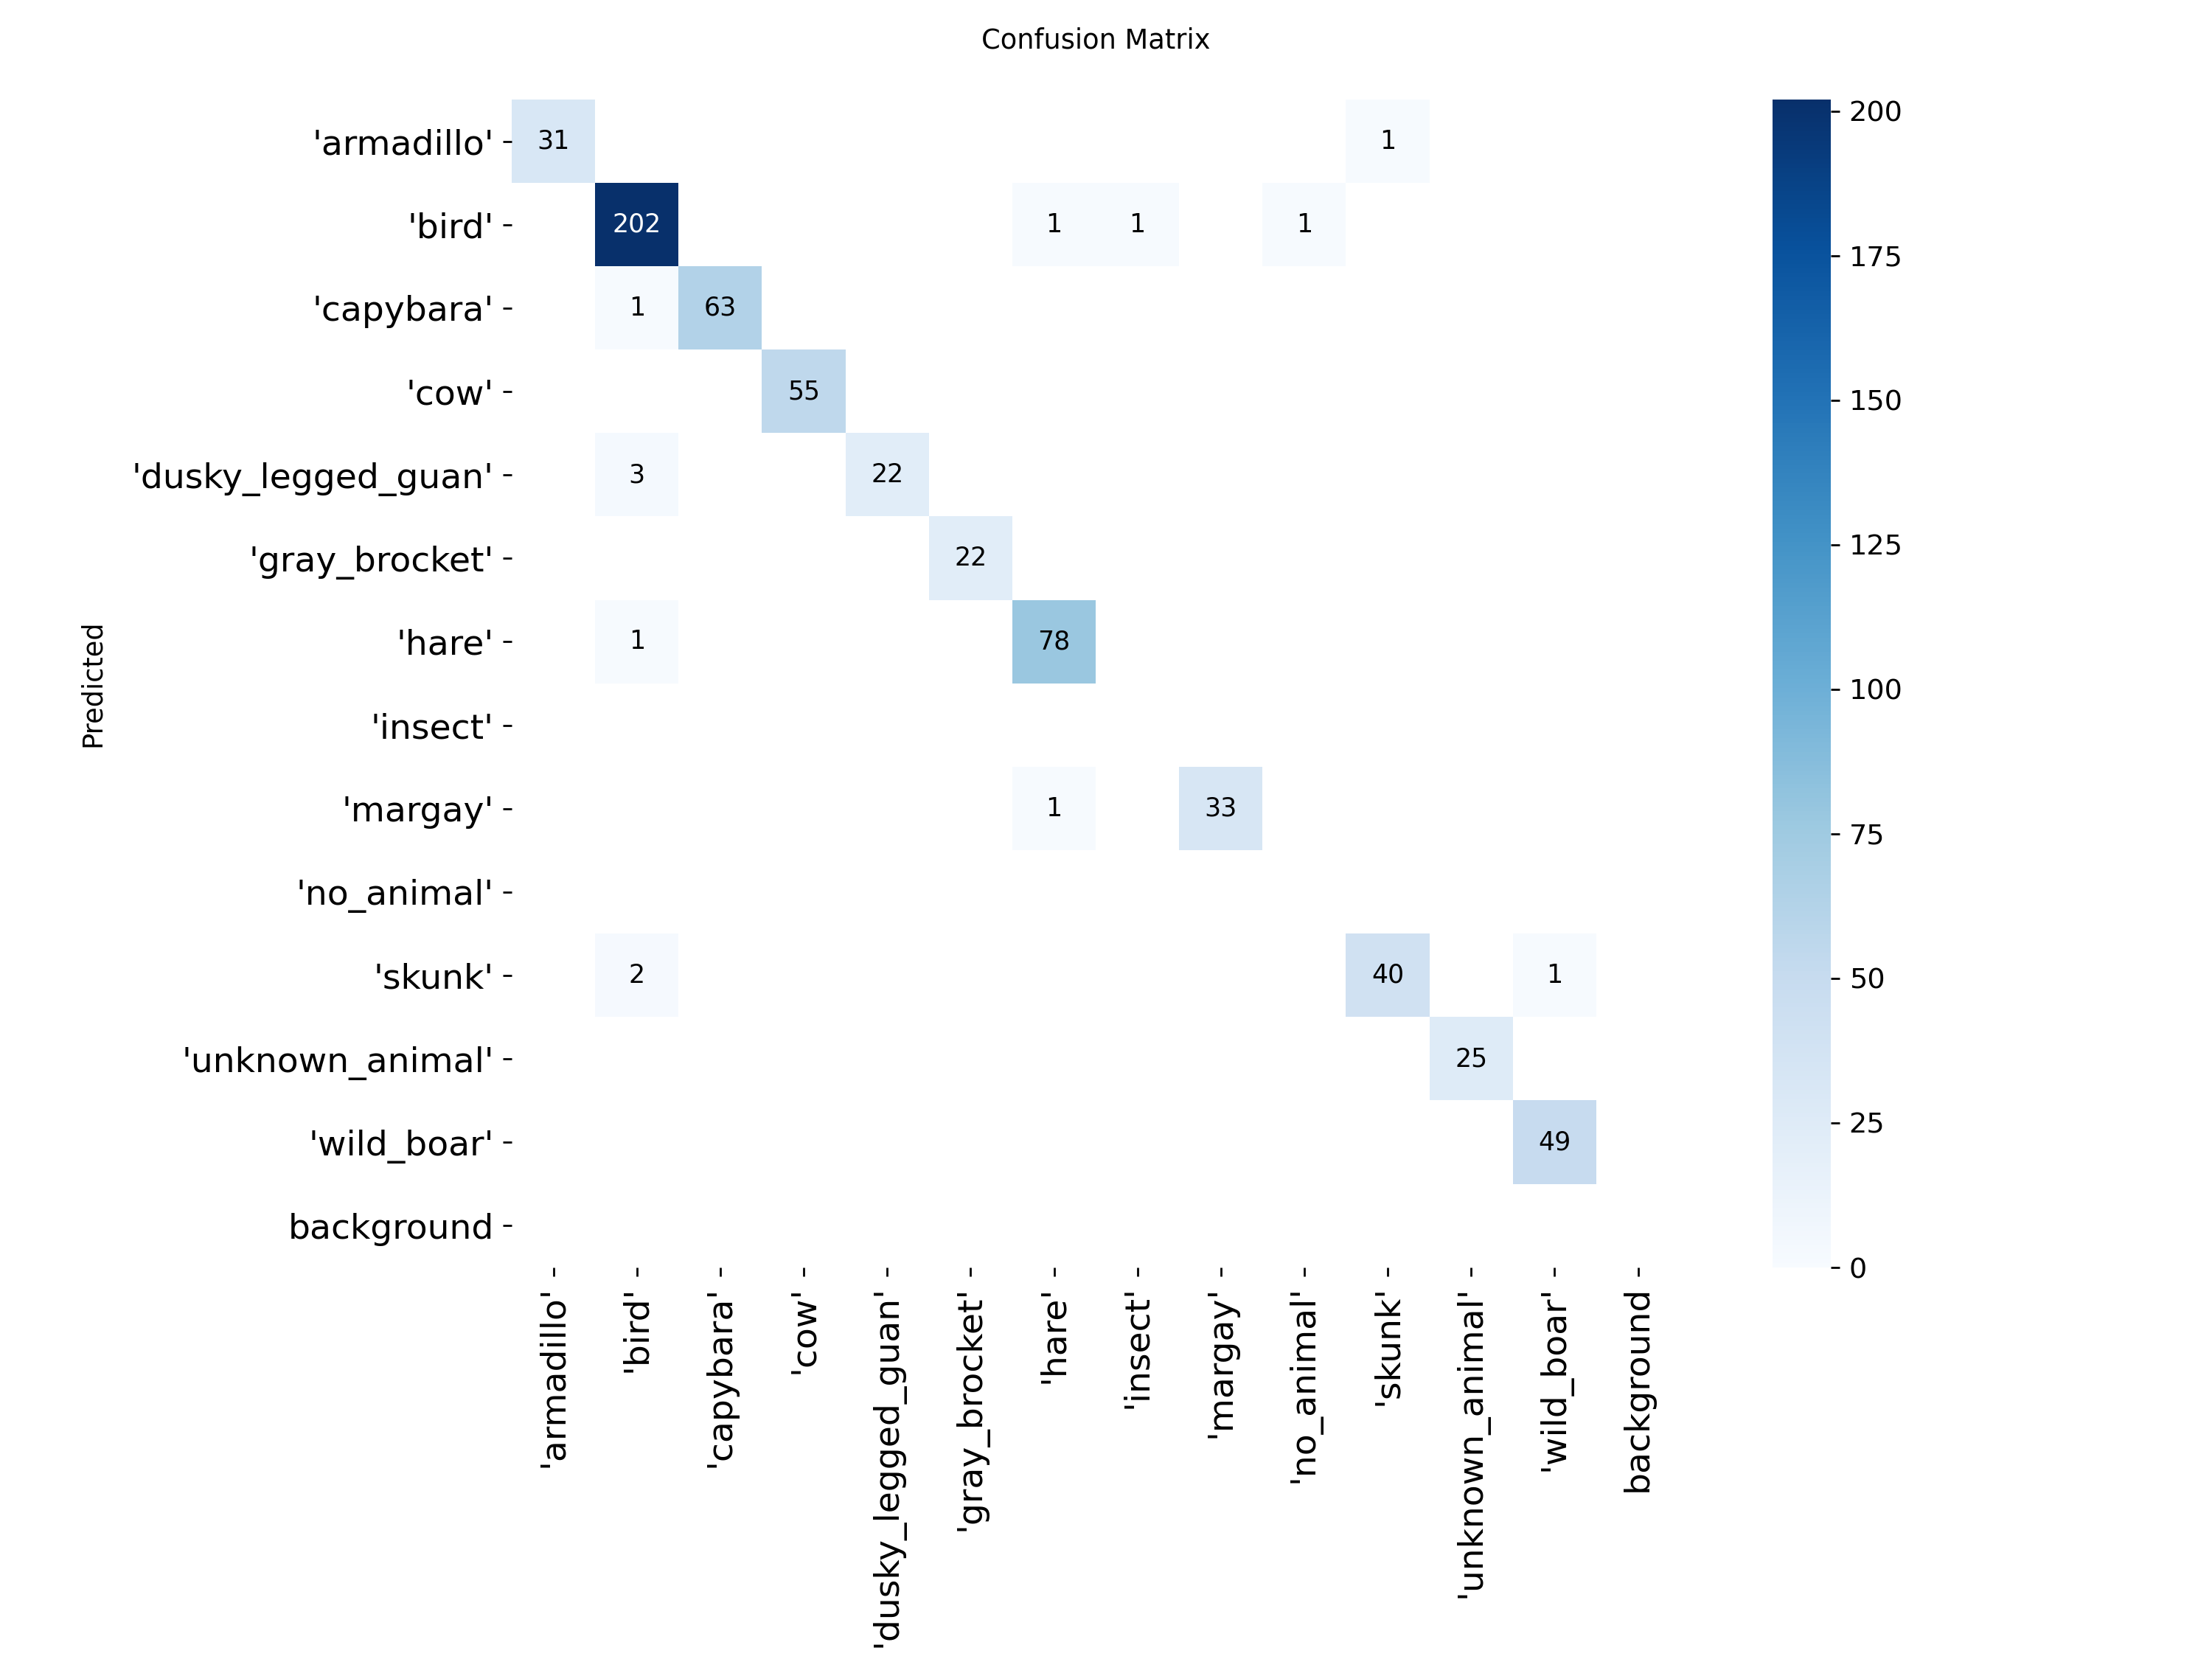 Confusion Matrix
'armadillo' 31 1
'bird' 202 1 1 1
'capybara' 1 63
'cow' 55
'dusky_legged_guan' 3 22
'gray_brocket' 22
'hare' 1 78
'insect'
'margay' 1 33
'no_animal'
'skunk' 2 40 1
'unknown_animal' 25
'wild_boar' 49
background
Predicted
'armadillo'
'bird'
'capybara'
'cow'
'dusky_legged_guan'
'gray_brocket'
'hare'
'insect'
'margay'
'no_animal'
'skunk'
'unknown_animal'
'wild_boar'
background
200
175
150
125
100
75
50
25
0